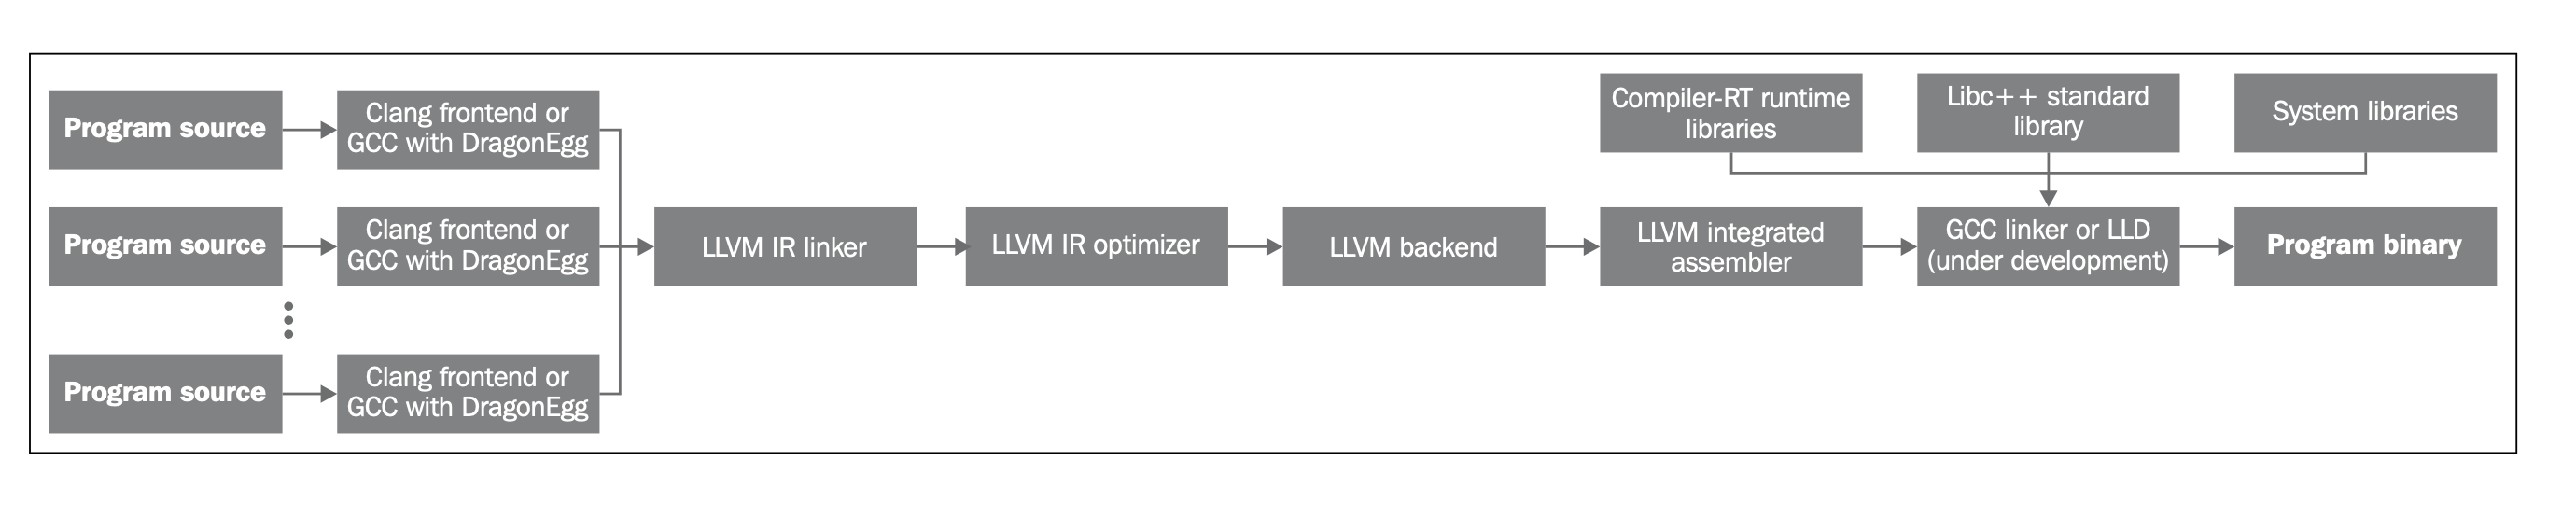 Program source
Clang frontend or
GCC with DragonEgg
Program source
Clang frontend or
GCC with DragonEgg
Program source
Clang frontend or
GCC with DragonEgg
LLVM IR linker
LLVM IR optimizer
LLVM backend
LLVM integrated
assembler
Compiler-RT runtime
libraries
Libc++ standard
library
System libraries
GCC linker or LLD
(under development)
Program binary